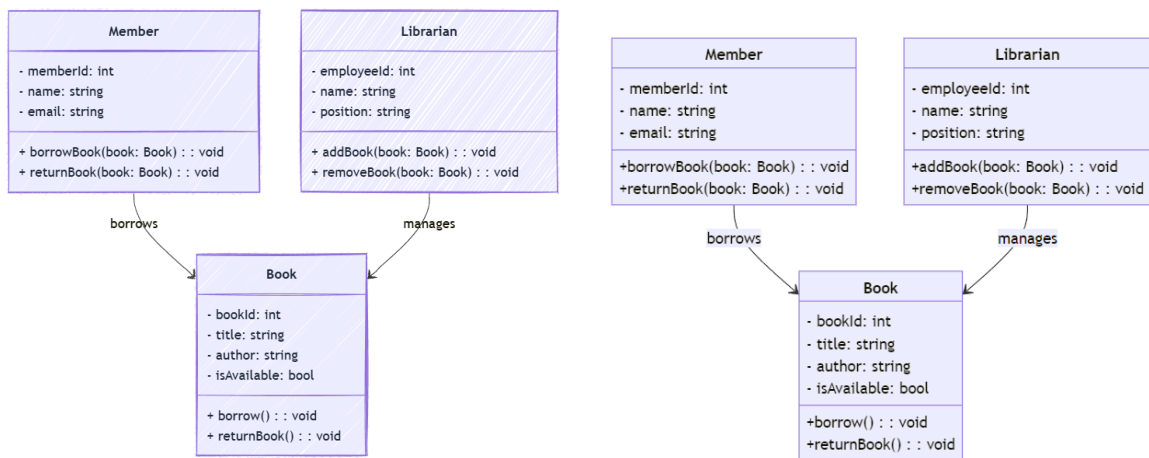 Member
- memberId: int
- name: string
- email: string
+ borrowBook(book: Book) : : void
+ returnBook(book: Book) : : void
Librarian
- employeeId: int
- name: string
- position: string
+ addBook(book: Book) : : void
+ removeBook(book: Book) : : void
borrows
manages
Book
- bookId: int
- title: string
- author: string
- isAvailable: bool
+ borrow() : : void
+ returnBook() : : void
Member
- memberId: int
- name: string
- email: string
+borrowBook(book: Book) : : void
+returnBook(book: Book) : : void
Librarian
- employeeId: int
- name: string
- position: string
+addBook(book: Book) : : void
+removeBook(book: Book) : : void
borrows
manages
Book
- bookId: int
- title: string
- author: string
- isAvailable: bool
+borrow() : : void
+returnBook() : : void